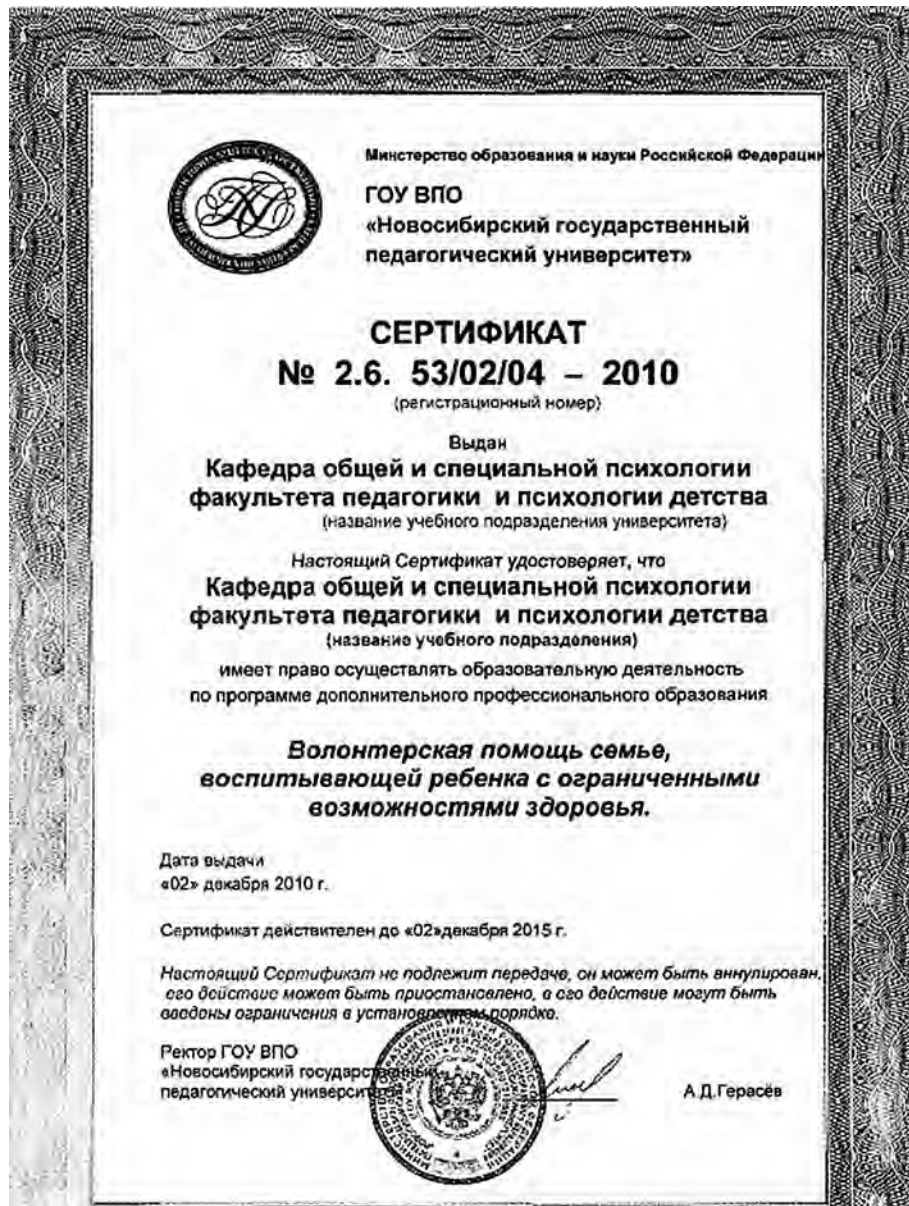 Минстерство образования и науки Российской Федерации
ГОУ ВПО
«Новосибирский государственный
педагогический университет»
СЕРТИФИКАТ
№ 2.6. 53/02/04 – 2010
(регистрационный номер)
Выдан
Кафедра общей и специальной психологии
факультета педагогики и психологии детства
(название учебного подразделения университета)
Настоящий Сертификат удостоверяет, что
Кафедра общей и специальной психологии
факультета педагогики и психологии детства
(название учебного подразделения)
имеет право осуществлять образовательную деятельность
по программе дополнительного профессионального образования
Волонтерская помощь семье,
воспитывающей ребенка с ограниченными
возможностями здоровья.
Дата выдачи
«02» декабря 2010 г.
Сертификат действителен до «02»декабря 2015 г.
Настоящий Сертификат не подлежит передаче, он может быть аннулирован,
его действие может быть приостановлено, в его действие могут быть
введены ограничения в установленном порядке.
Ректор ГОУ ВПО
«Новосибирский государственный
педагогический университет»
А.Д.Герасёв